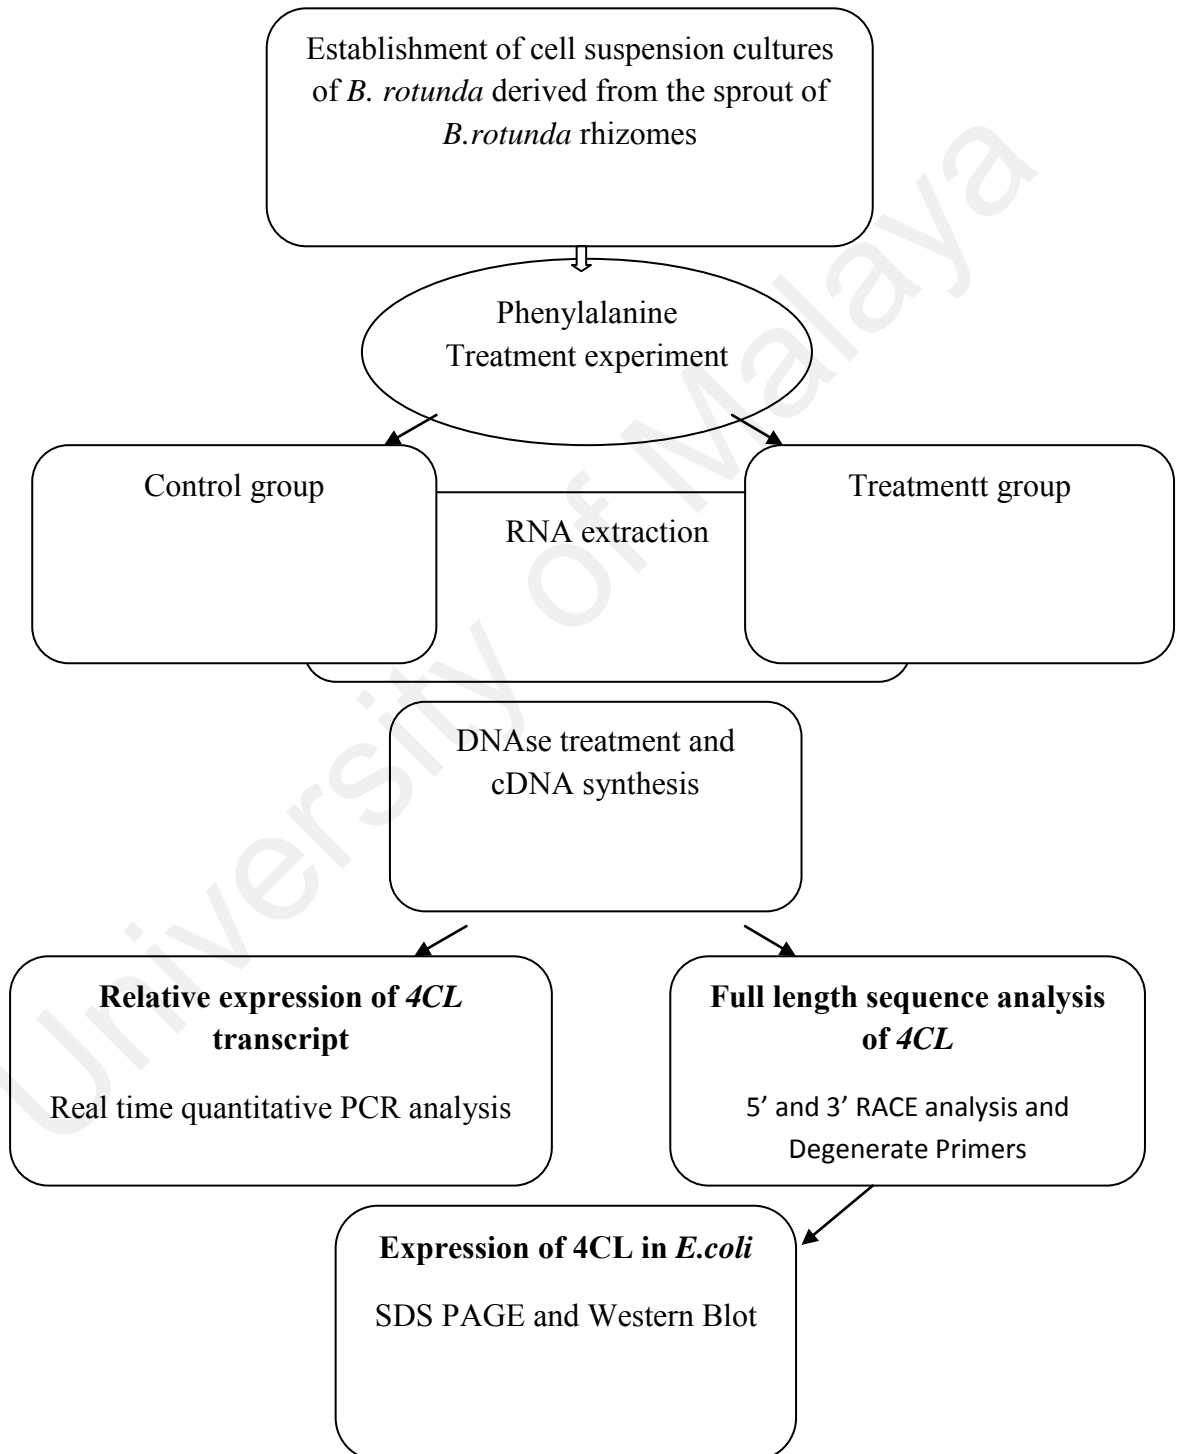 Establishment of cell suspension cultures
of B. rotunda derived from the sprout of
B.rotunda rhizomes
Phenylalanine
Treatment experiment
Control group
Treatmentt group
RNA extraction
DNAse treatment and
cDNA synthesis
Relative expression of 4CL
transcript
Real time quantitative PCR analysis
Full length sequence analysis
of 4CL
5’ and 3’ RACE analysis and
Degenerate Primers
Expression of 4CL in E.coli
SDS PAGE and Western Blot
University of Malaya